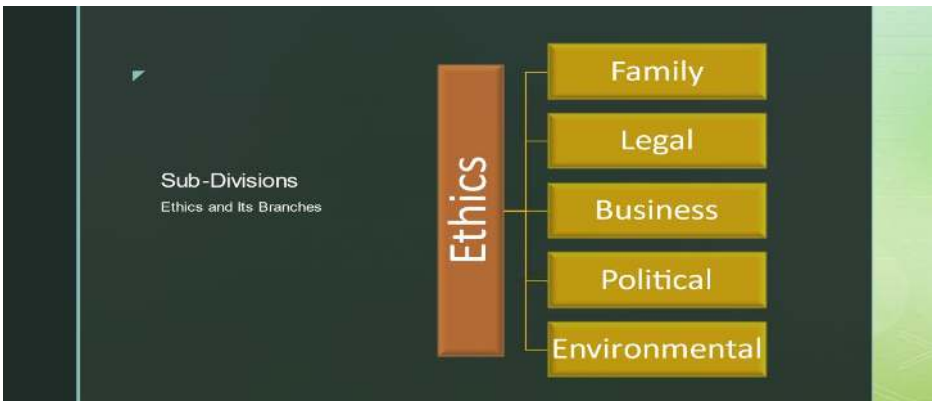 Sub-Divisions
Ethics and Its Branches
Ethics
Family
Legal
Business
Political
Environmental